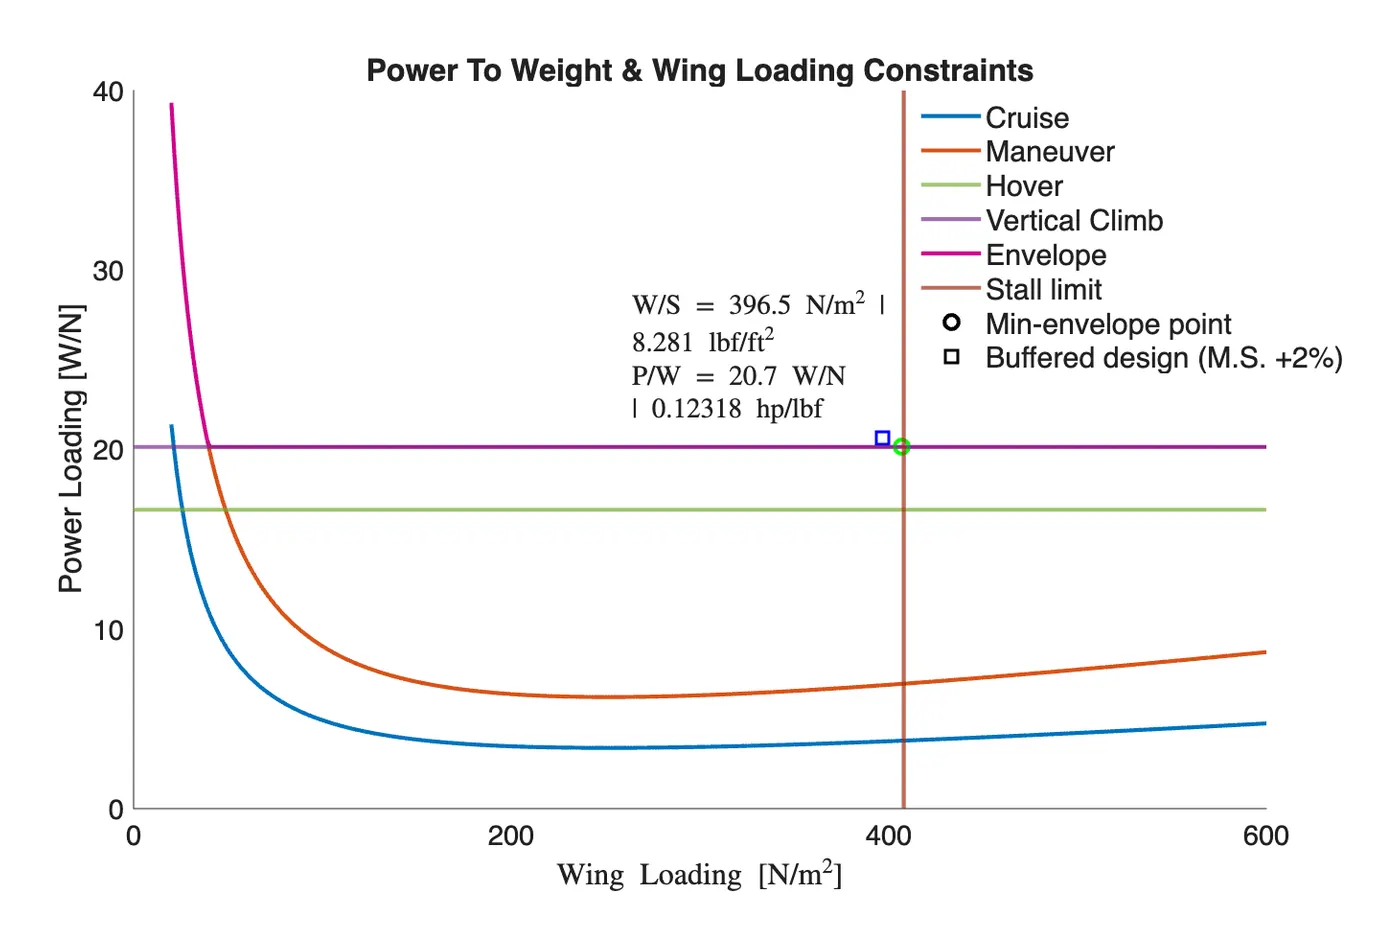 Power To Weight & Wing Loading Constraints
40
30
20
10
0
Power Loading [W/N]
0
200
400
600
Wing Loading [N/m²]
W/S = 396.5 N/m² |
8.281 lbf/ft²
P/W = 20.7 W/N
| 0.12318 hp/lbf
Cruise
Maneuver
Hover
Vertical Climb
Envelope
Stall limit
Min-envelope point
Buffered design (M.S. +2%)